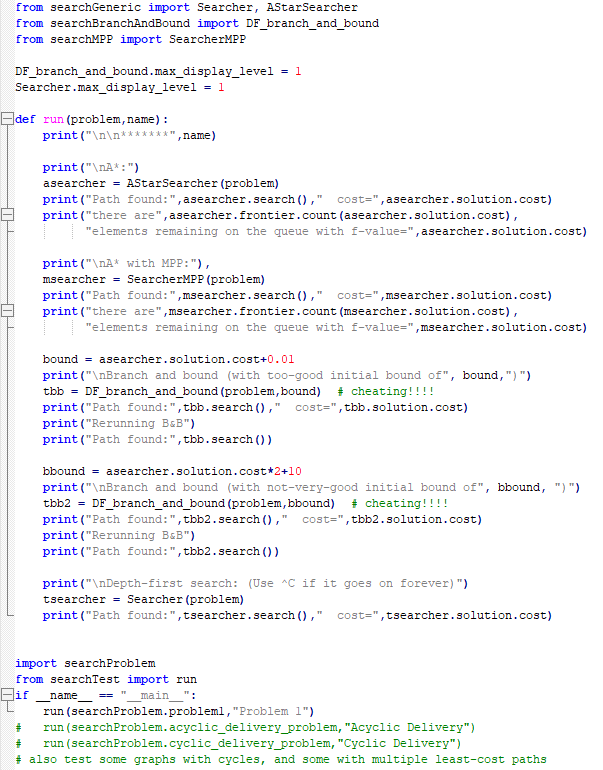 from searchGeneric import Searcher, AStarSearcher
from searchBranchAndBound import DF_branch_and_bound
from searchMPP import SearcherMPP

DF_branch_and_bound.max_display_level = 1
Searcher.max_display_level = 1

def run(problem,name):
    print("\n\n*******",name)

    print("\nA*:")
    asearcher = AStarSearcher(problem)
    print("Path found:",asearcher.search(),"  cost=",asearcher.solution.cost)
    print("there are",asearcher.frontier.count(asearcher.solution.cost),
          "elements remaining on the queue with f-value=",asearcher.solution.cost)

    print("\nA* with MPP:"),
    msearcher = SearcherMPP(problem)
    print("Path found:",msearcher.search(),"  cost=",msearcher.solution.cost)
    print("there are",msearcher.frontier.count(msearcher.solution.cost),
          "elements remaining on the queue with f-value=",msearcher.solution.cost)

    bound = asearcher.solution.cost+0.01
    print("\nBranch and bound (with too-good initial bound of", bound,")")
    tbb = DF_branch_and_bound(problem,bound)  # cheating!!!!
    print("Path found:",tbb.search(),"  cost=",tbb.solution.cost)
    print("Rerunning B&B")
    print("Path found:",tbb.search())

    bbound = asearcher.solution.cost*2+10
    print("\nBranch and bound (with not-very-good initial bound of", bbound, ")")
    tbb2 = DF_branch_and_bound(problem,bbound)  # cheating!!!!
    print("Path found:",tbb2.search(),"  cost=",tbb2.solution.cost)
    print("Rerunning B&B")
    print("Path found:",tbb2.search())

    print("\nDepth-first search: (Use ^C if it goes on forever)")
    tsearcher = Searcher(problem)
    print("Path found:",tsearcher.search(),"  cost=",tsearcher.solution.cost)


import searchProblem
from searchTest import run
if __name__ == "__main__":
    run(searchProblem.problem1,"Problem 1")
#   run(searchProblem.acyclic_delivery_problem,"Acyclic Delivery")
#   run(searchProblem.cyclic_delivery_problem,"Cyclic Delivery")
# also test some graphs with cycles, and some with multiple least-cost paths